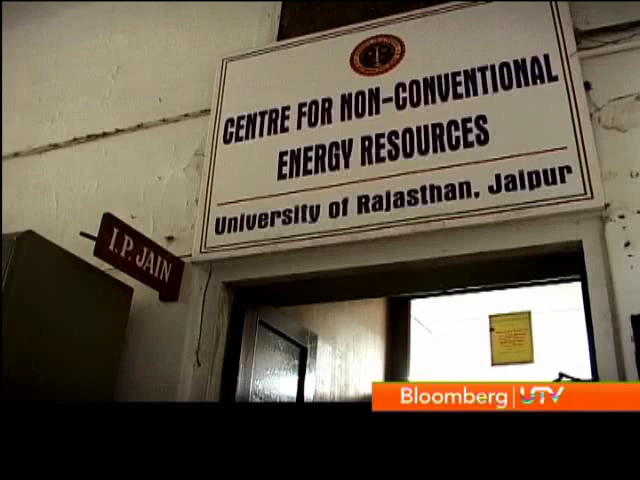 CENTRE FOR NON-CONVENTIONAL
ENERGY RESOURCES
University of Rajasthan, Jaipur
I.P. JAIN
Bloomberg | UTV